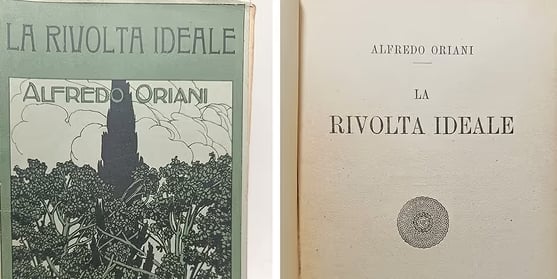 LA RIVOLTA IDEALE
ALFREDO ORIANI
ALFREDO ORIANI
LA
RIVOLTA IDEALE